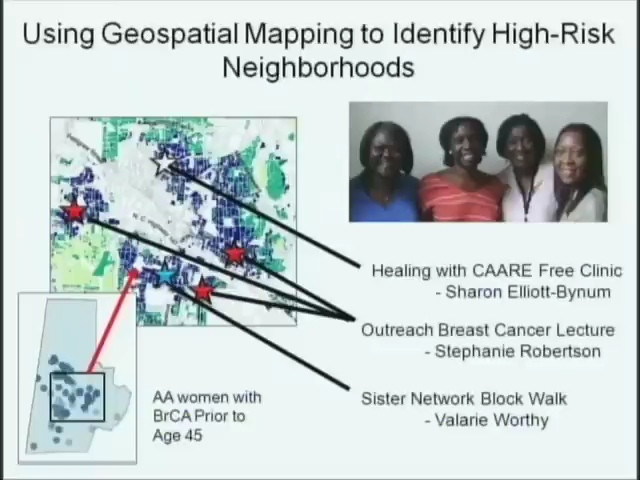 Using Geospatial Mapping to Identify High-Risk
Neighborhoods
Healing with CAARE Free Clinic
- Sharon Elliott-Bynum
Outreach Breast Cancer Lecture
- Stephanie Robertson
Sister Network Block Walk
- Valarie Worthy
AA women with
BrCA Prior to
Age 45